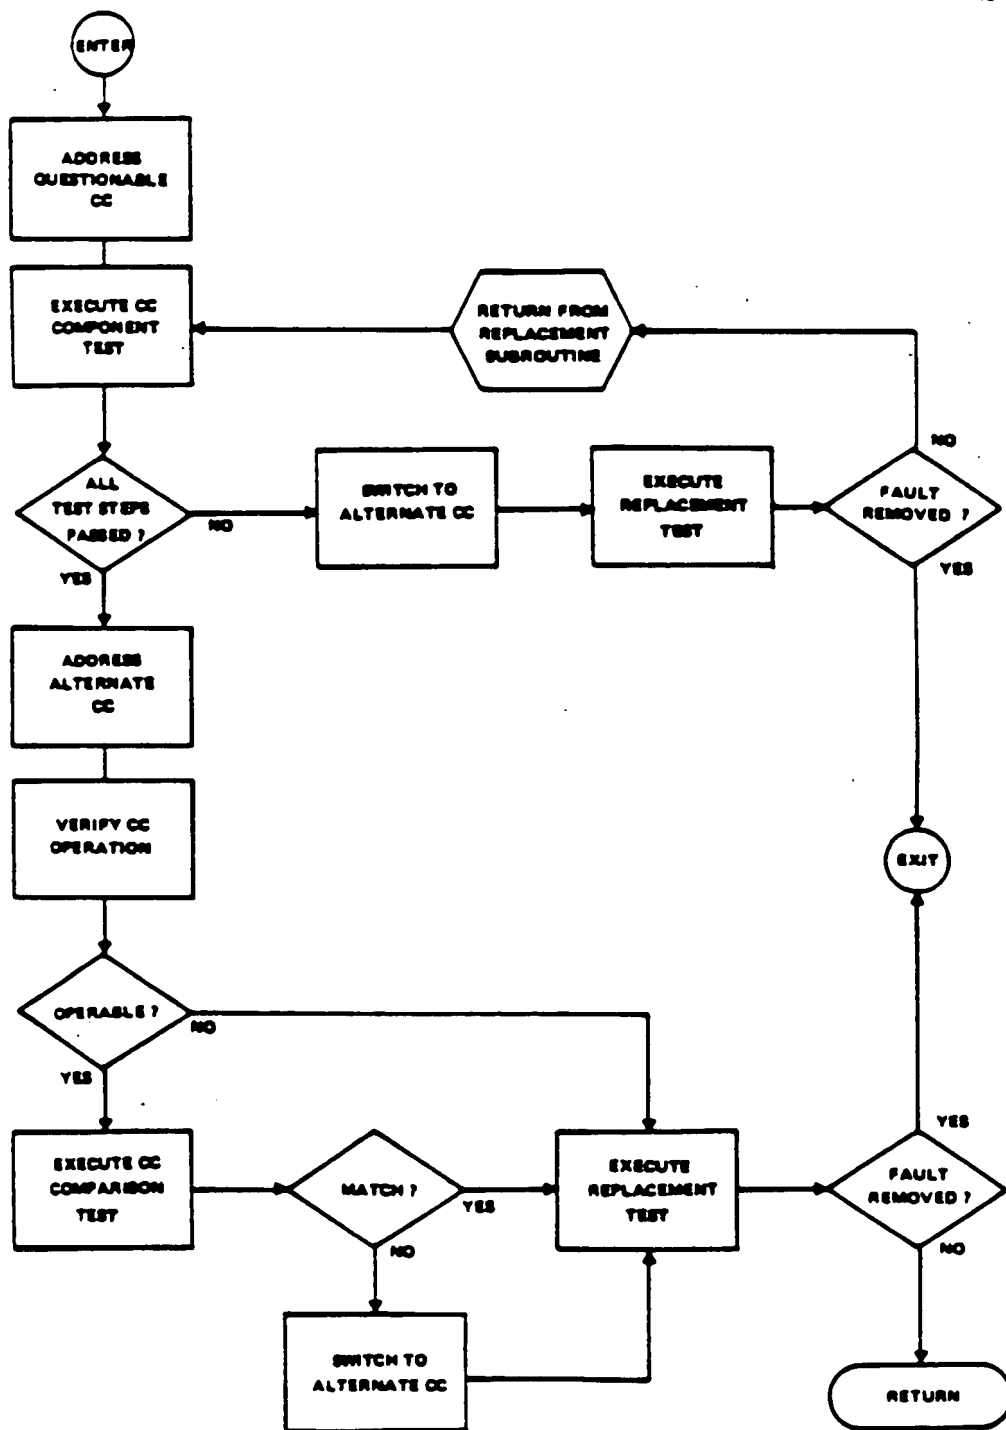 ENTER
ADDRESS
QUESTIONABLE
CC
EXECUTE CC
COMPONENT
TEST
RETURN FROM
REPLACEMENT
SUBROUTINE
ALL
TEST STEPS
PASSED ?
NO
YES
SWITCH TO
ALTERNATE CC
EXECUTE
REPLACEMENT
TEST
NO
FAULT
REMOVED ?
YES
ADDRESS
ALTERNATE
CC
VERIFY CC
OPERATION
EXIT
OPERABLE ?
NO
YES
EXECUTE CC
COMPARISON
TEST
MATCH ?
YES
NO
EXECUTE
REPLACEMENT
TEST
YES
FAULT
REMOVED ?
NO
SWITCH TO
ALTERNATE CC
RETURN